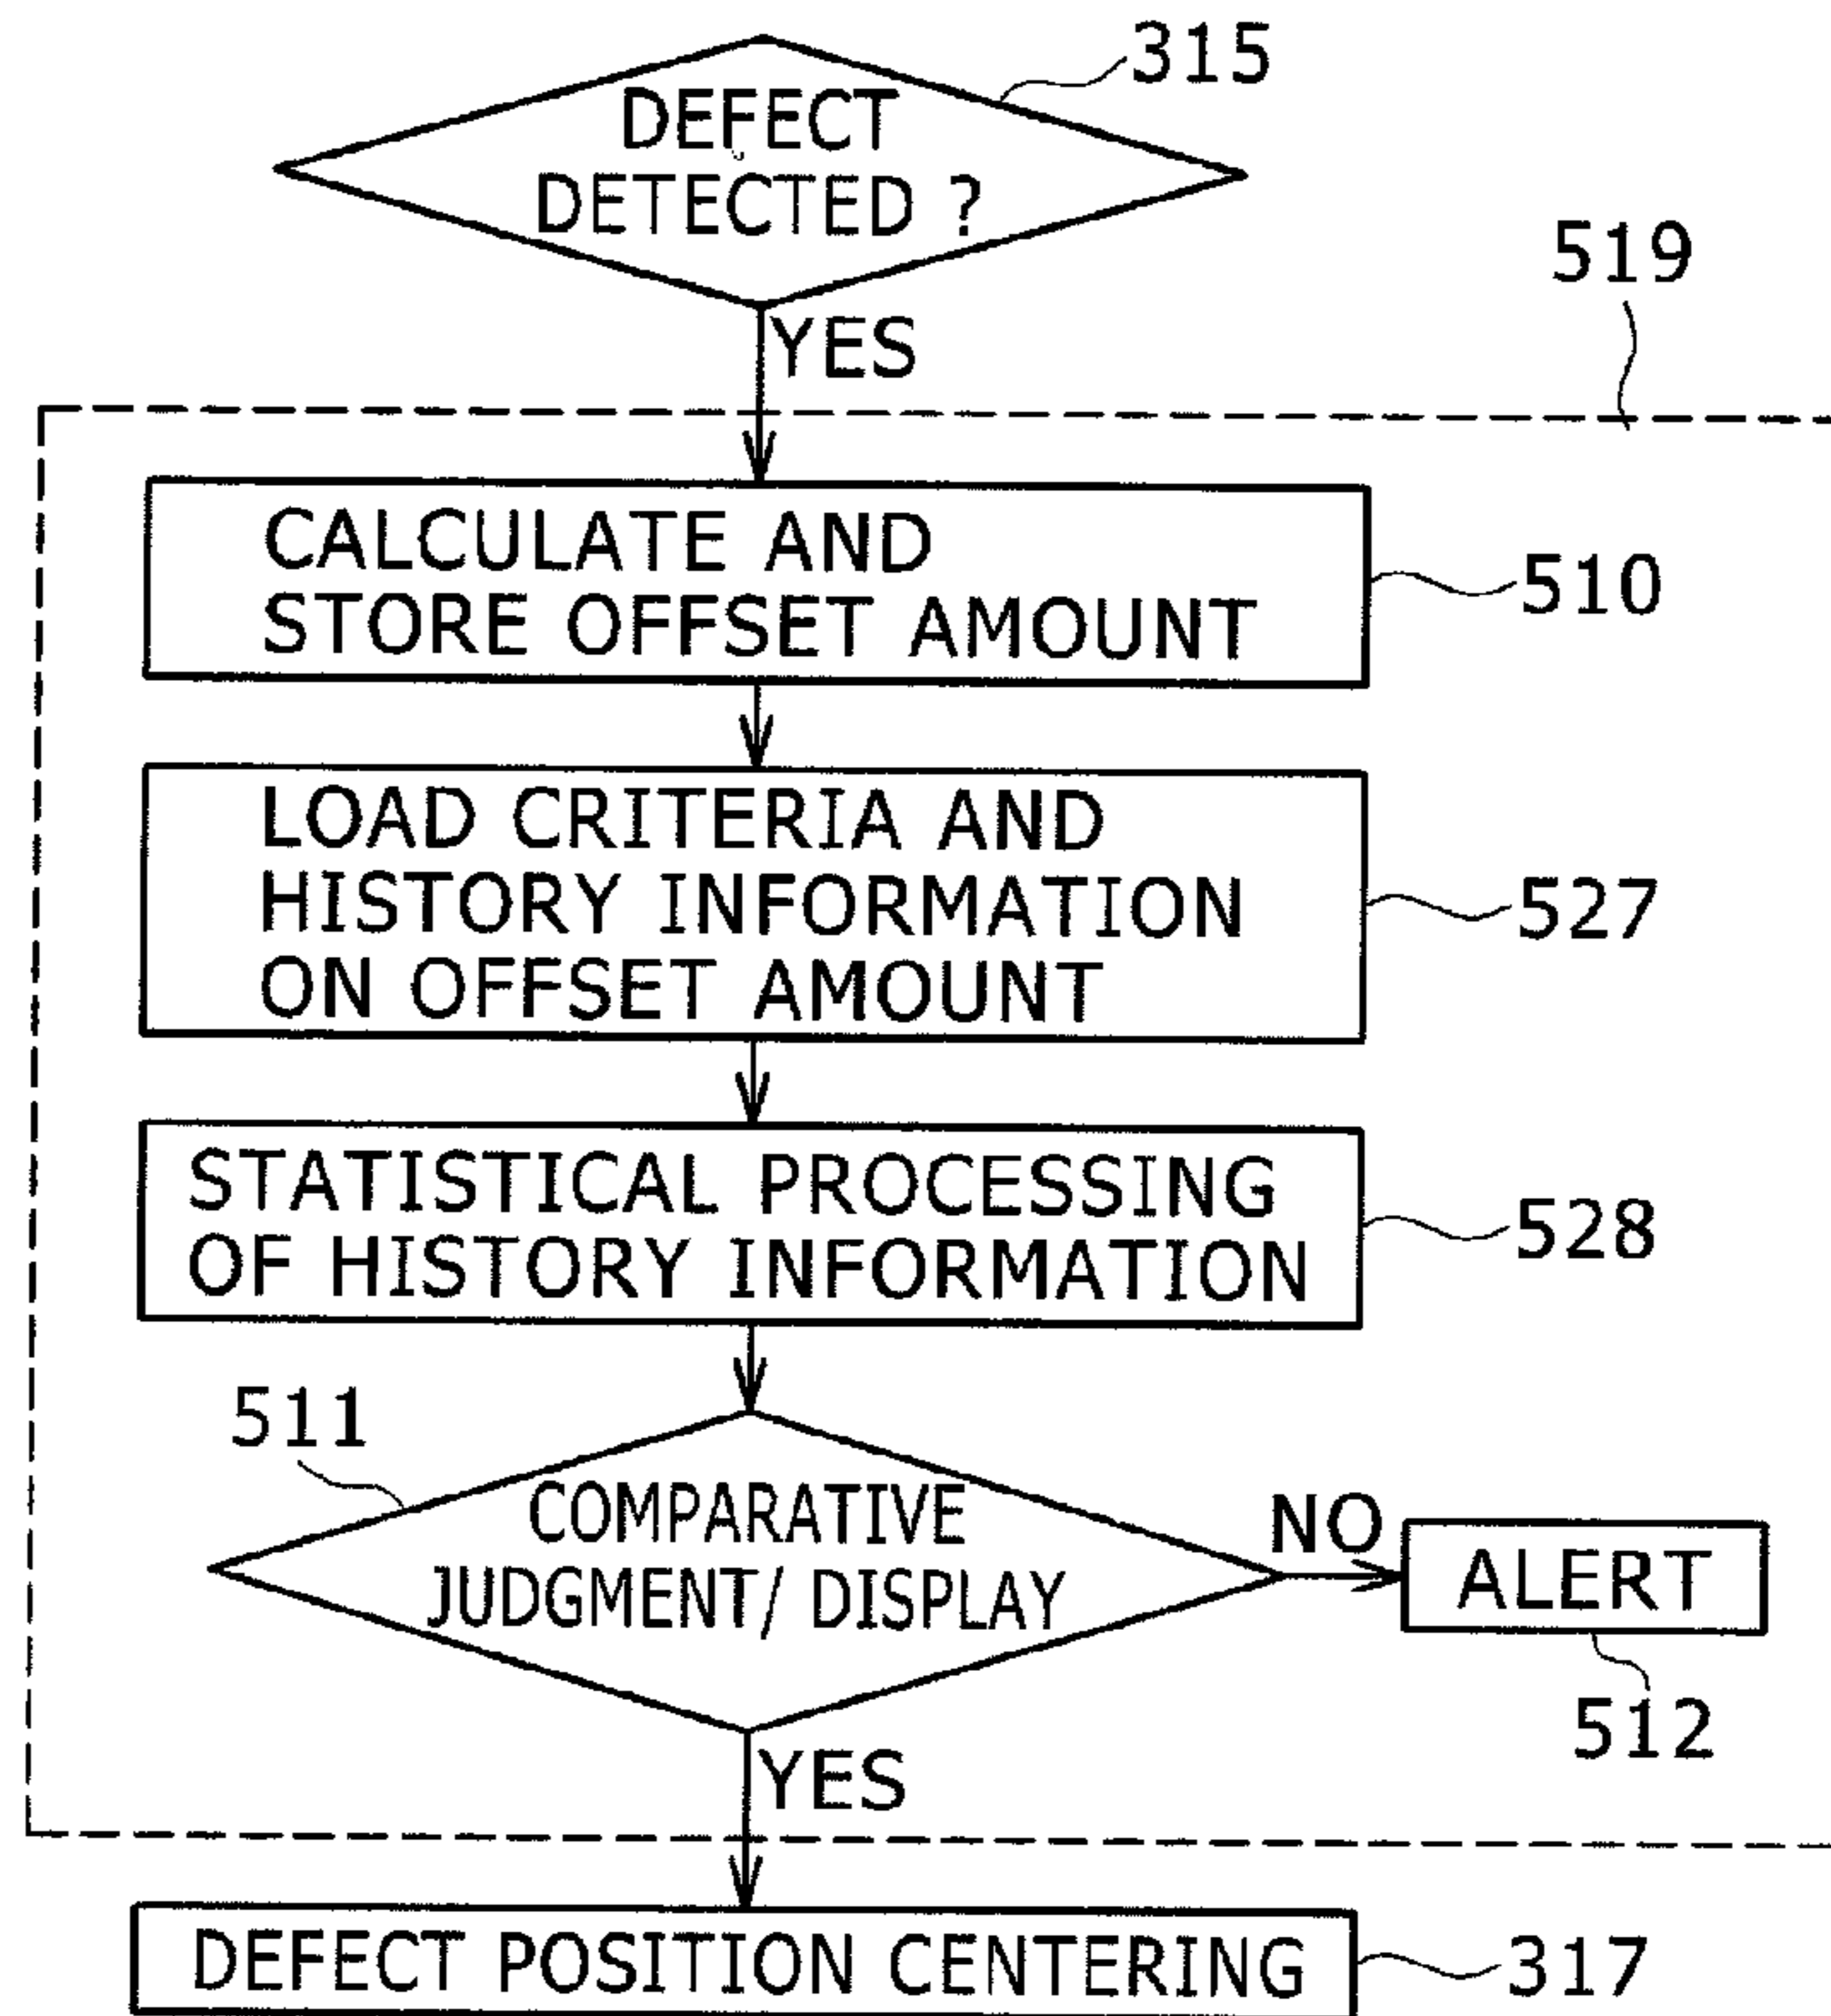 315
DEFECT
DETECTED ?
519
YES
CALCULATE AND
STORE OFFSET AMOUNT
510
LOAD CRITERIA AND
HISTORY INFORMATION
ON OFFSET AMOUNT
527
STATISTICAL PROCESSING
OF HISTORY INFORMATION
528
511
COMPARATIVE
JUDGMENT/ DISPLAY
NO
ALERT
512
YES
DEFECT POSITION CENTERING
317